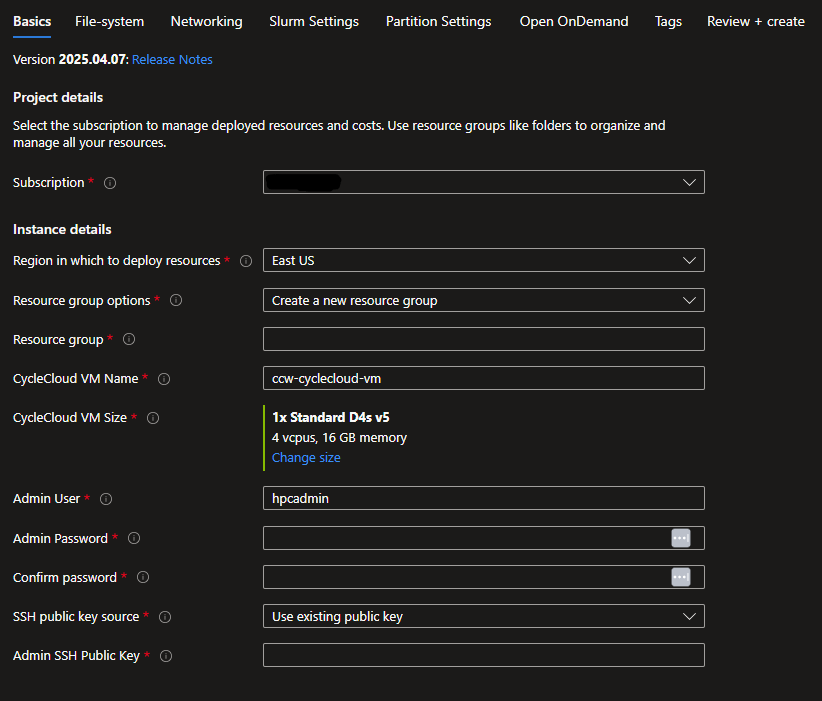 Basics File-system Networking Slurm Settings Partition Settings Open OnDemand Tags Review + create
Version 2025.04.07: Release Notes
Project details
Select the subscription to manage deployed resources and costs. Use resource groups like folders to organize and
manage all your resources.
Subscription *
Instance details
Region in which to deploy resources * East US
Resource group options * Create a new resource group
Resource group *
CycleCloud VM Name * ccw-cyclecloud-vm
CycleCloud VM Size * 1x Standard D4s v5
4 vcpus, 16 GB memory
Change size
Admin User * hpcadmin
Admin Password *
Confirm password *
SSH public key source * Use existing public key
Admin SSH Public Key *